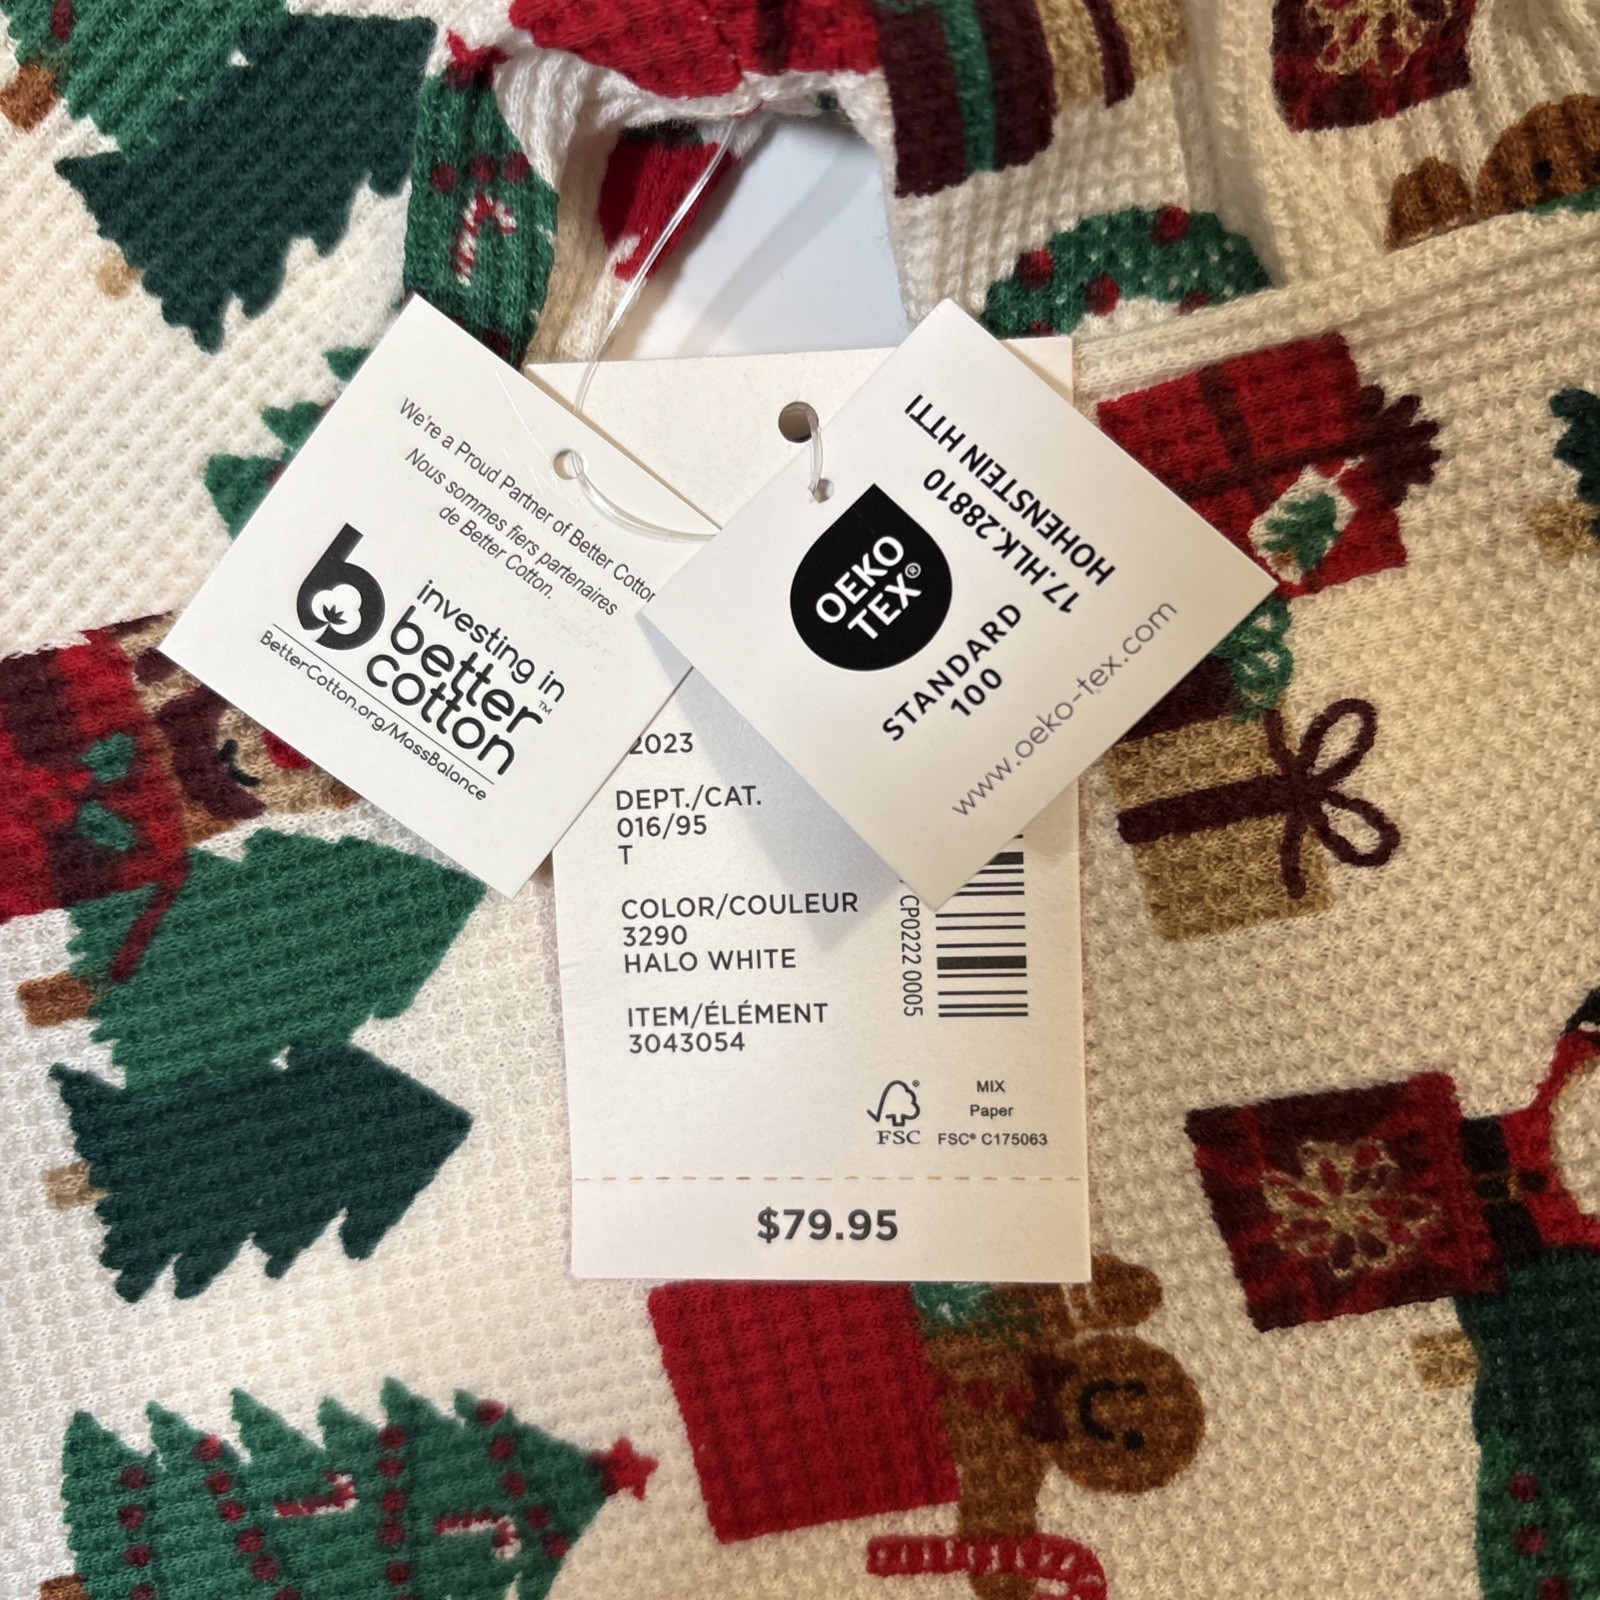 We're a Proud Partner of Better Cotton
Nous sommes fiers partenaires
de Better Cotton.
b
investing in
better™
cotton
BetterCotton.org/MassBalance
17.HLK.28810
HOHENSTEIN HTTI
OEKO
TEX®
STANDARD
100
www.oeko-tex.com
2023
DEPT./CAT.
016/95
T
COLOR/COULEUR
3290
HALO WHITE
ITEM/ÉLÉMENT
3043054
CP0222 0005
FSC®
MIX
Paper
FSC® C175063
$79.95